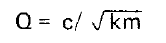 Q = c/ √km